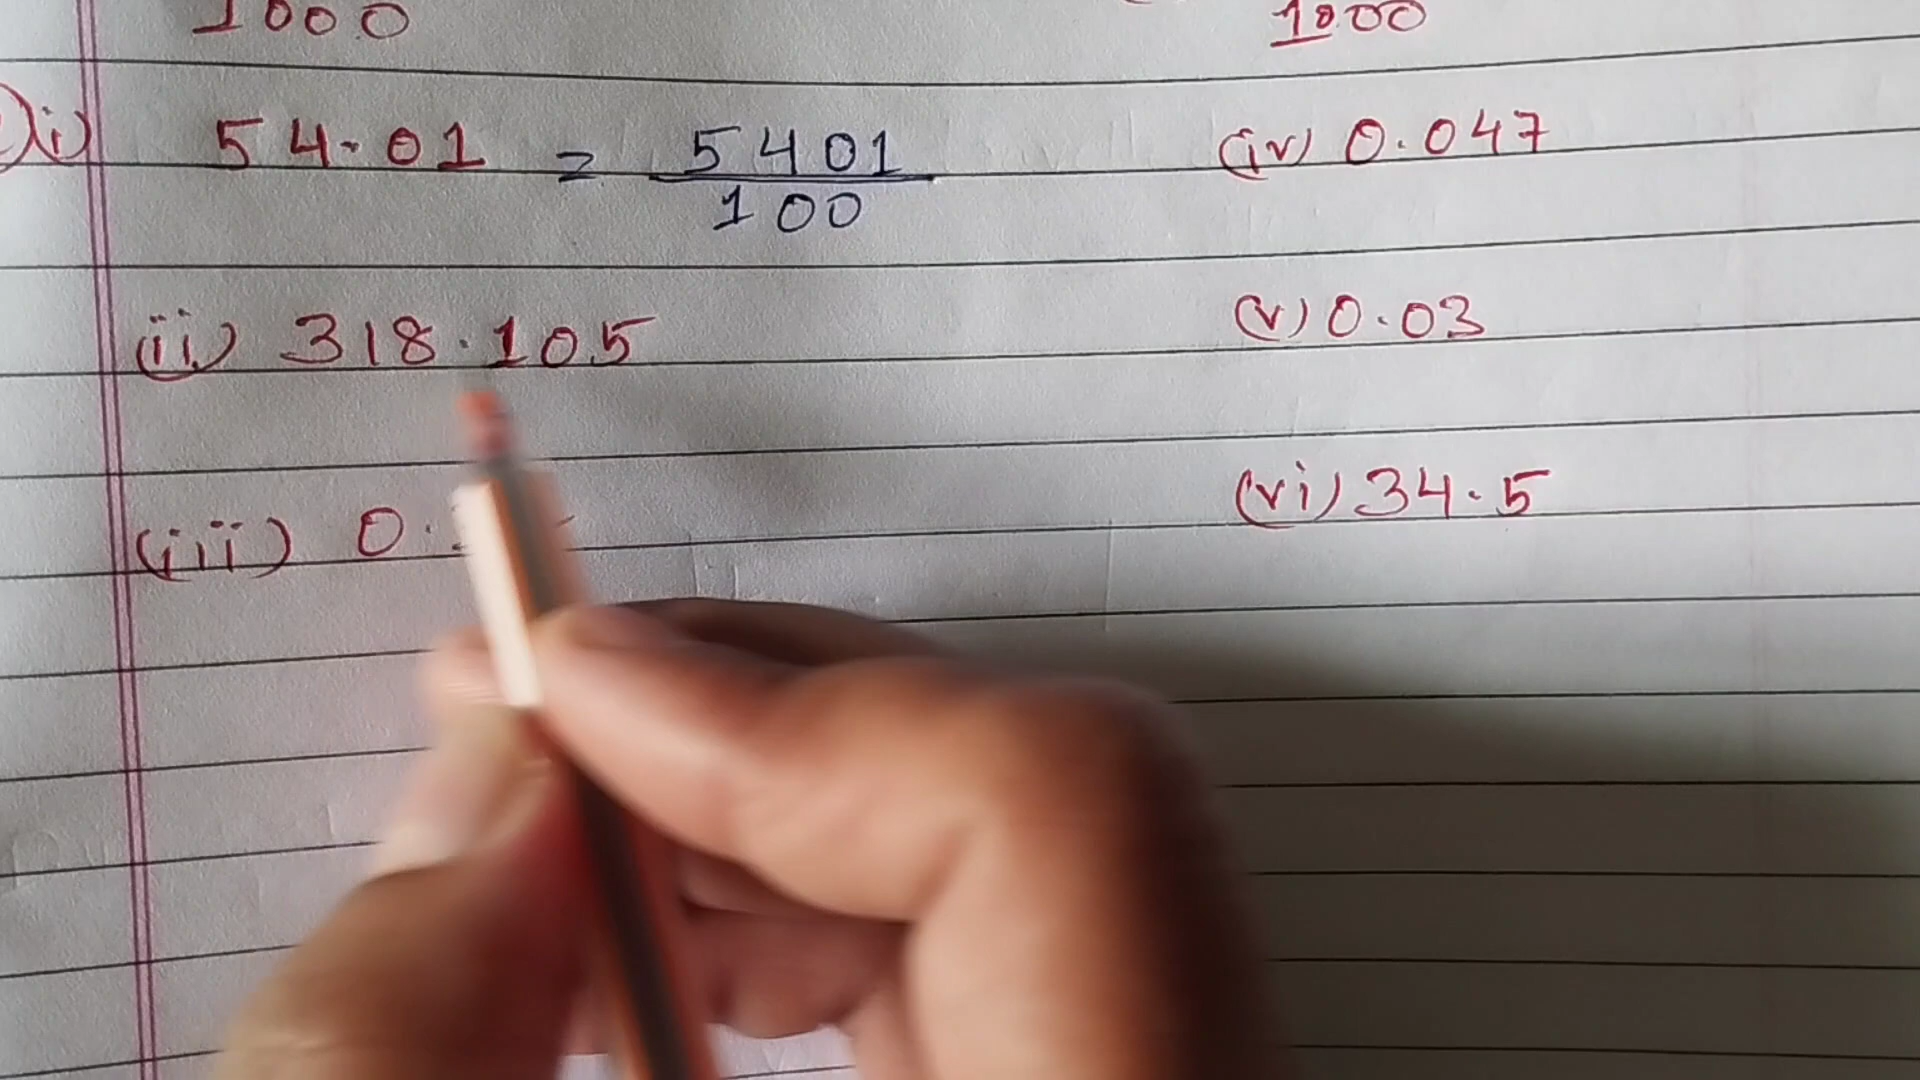 1000
1000
i) 54.01 = 5401
100
(iv) 0.047
(ii) 318.105
(v) 0.03
(iii) 0.
(vi) 34.5